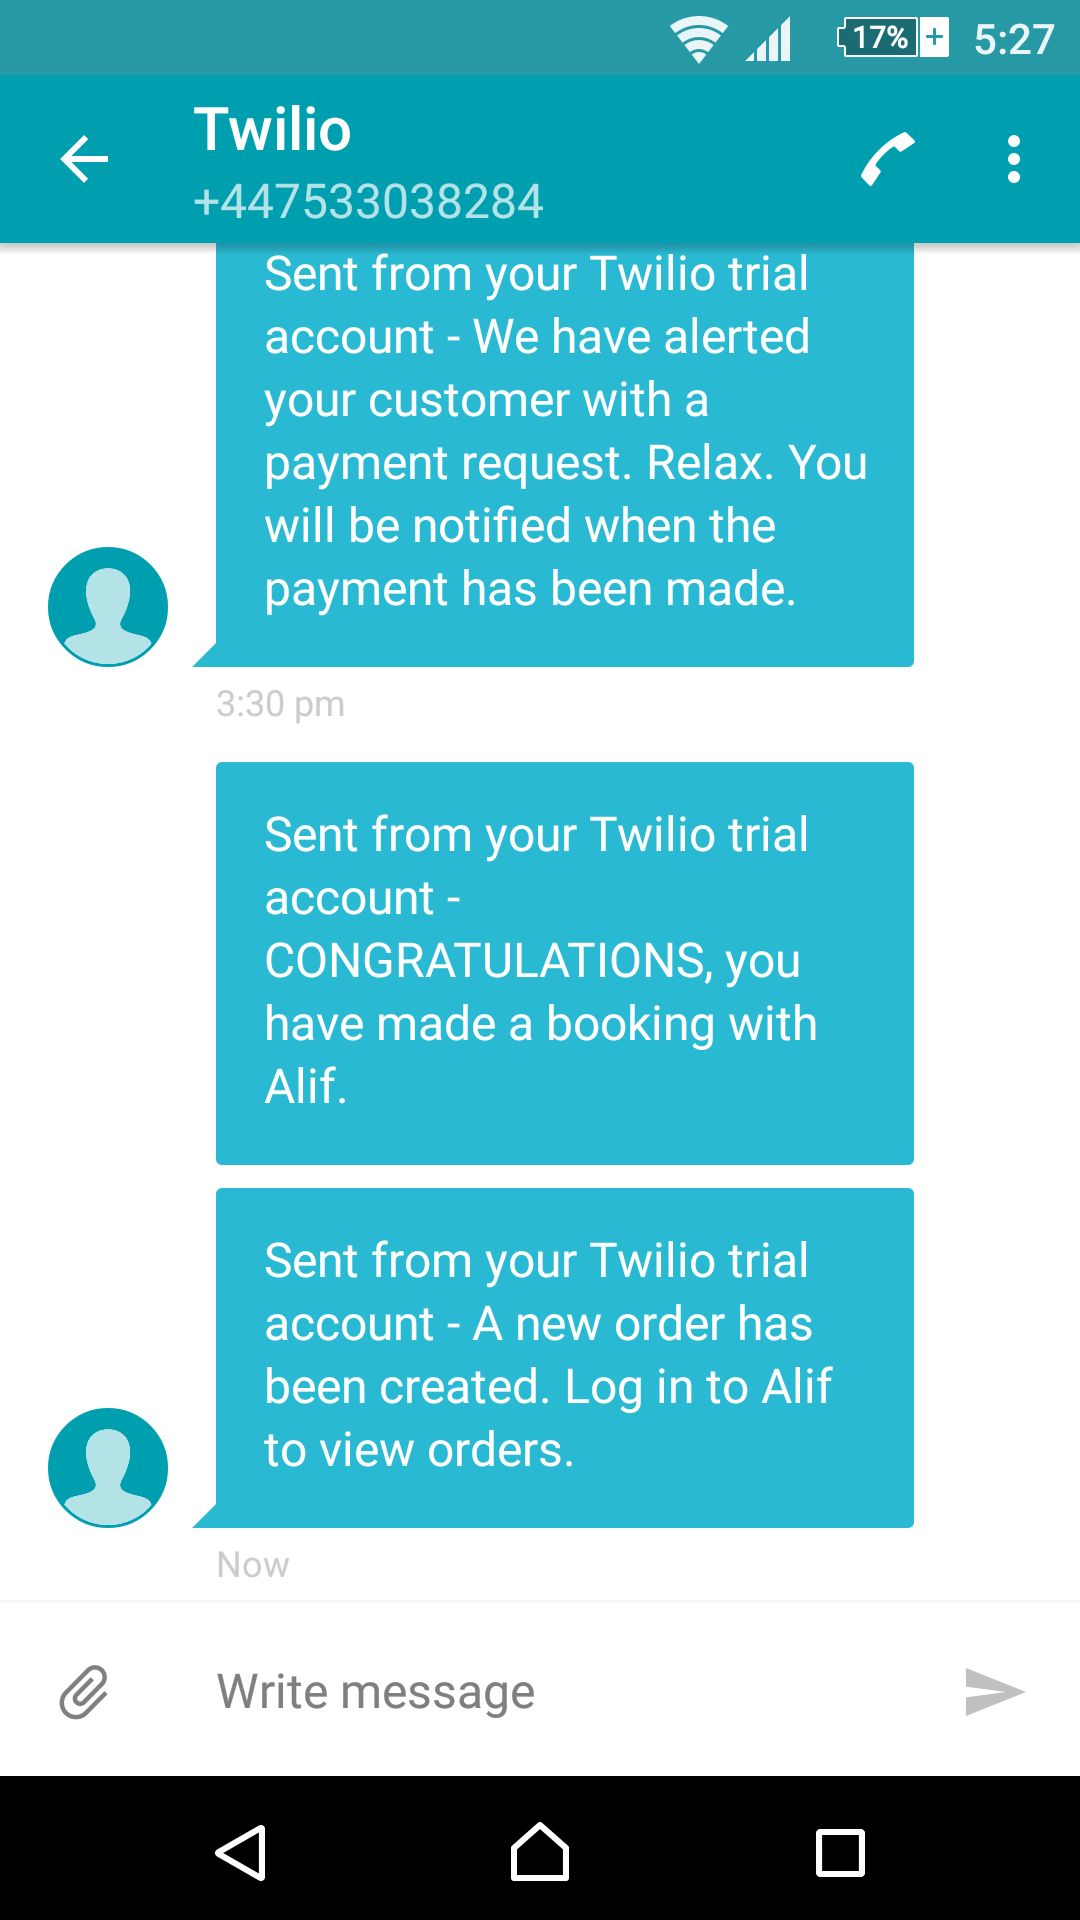 17% 5:27
Twilio
+447533038284
Sent from your Twilio trial
account - We have alerted
your customer with a
payment request. Relax. You
will be notified when the
payment has been made.
3:30 pm
Sent from your Twilio trial
account -
CONGRATULATIONS, you
have made a booking with
Alif.
Sent from your Twilio trial
account - A new order has
been created. Log in to Alif
to view orders.
Now
Write message